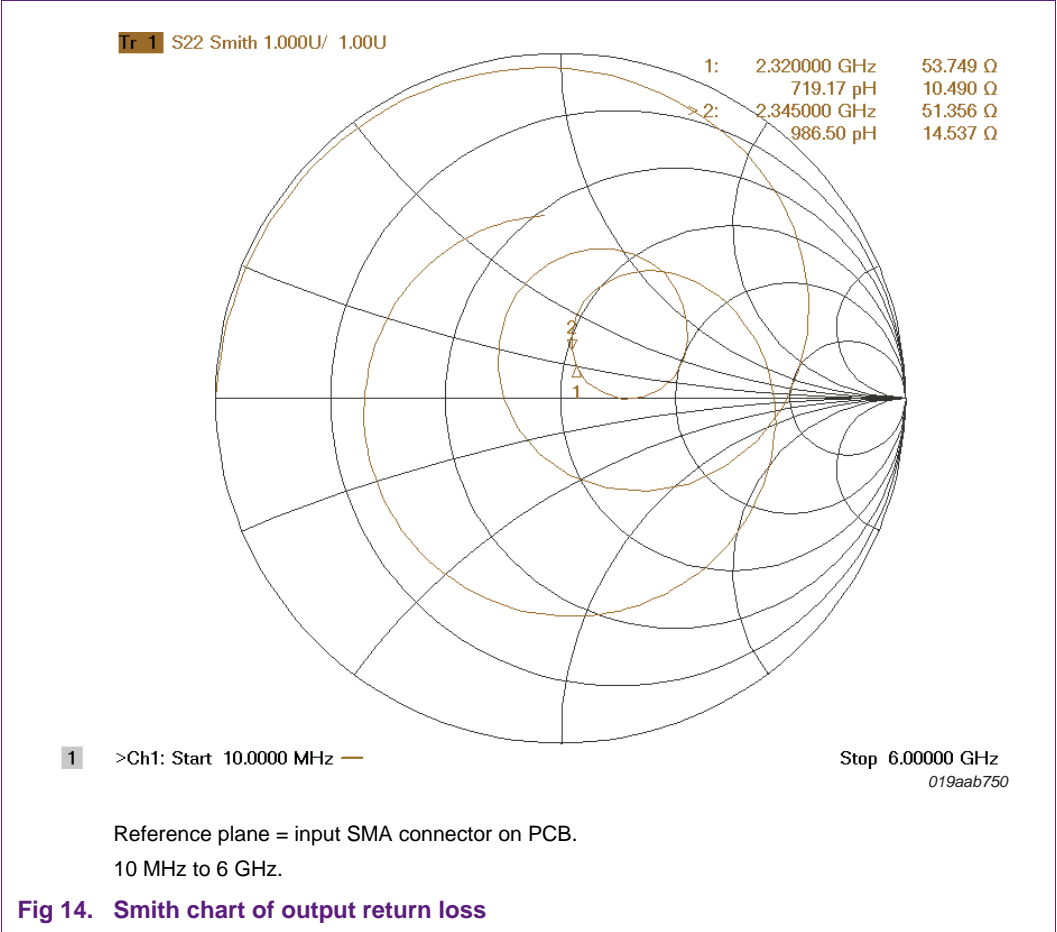 Tr 1 S22 Smith 1.000U/ 1.00U
1: 2.320000 GHz 53.749 Ω
719.17 pH 10.490 Ω
> 2: 2.345000 GHz 51.356 Ω
986.50 pH 14.537 Ω
2
1
1 >Ch1: Start 10.0000 MHz — Stop 6.00000 GHz
019aab750
Reference plane = input SMA connector on PCB.
10 MHz to 6 GHz.
Fig 14. Smith chart of output return loss